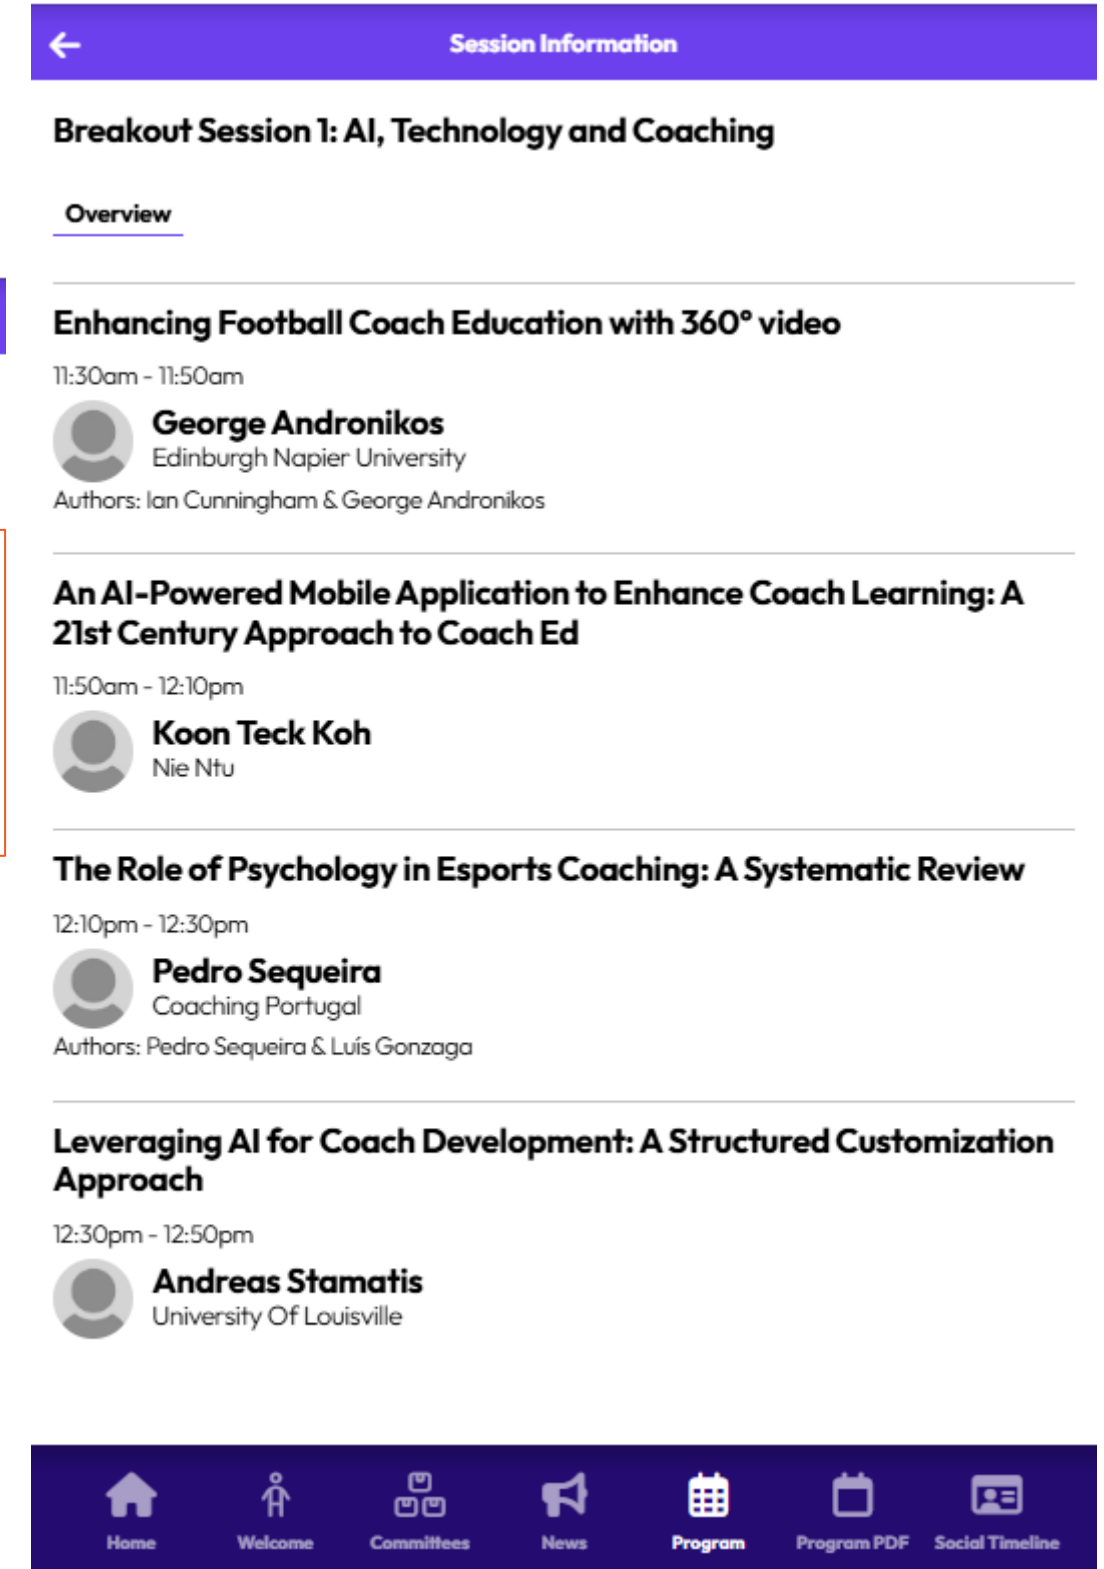 Session Information
Breakout Session 1: AI, Technology and Coaching
Overview
Enhancing Football Coach Education with 360° video
11:30am - 11:50am
George Andronikos
Edinburgh Napier University
Authors: Ian Cunningham & George Andronikos
An AI-Powered Mobile Application to Enhance Coach Learning: A
21st Century Approach to Coach Ed
11:50am - 12:10pm
Koon Teck Koh
Nie Ntu
The Role of Psychology in Esports Coaching: A Systematic Review
12:10pm - 12:30pm
Pedro Sequeira
Coaching Portugal
Authors: Pedro Sequeira & Luís Gonzaga
Leveraging AI for Coach Development: A Structured Customization
Approach
12:30pm - 12:50pm
Andreas Stamatis
University Of Louisville
Home Welcome Committees News Program Program PDF Social Timeline